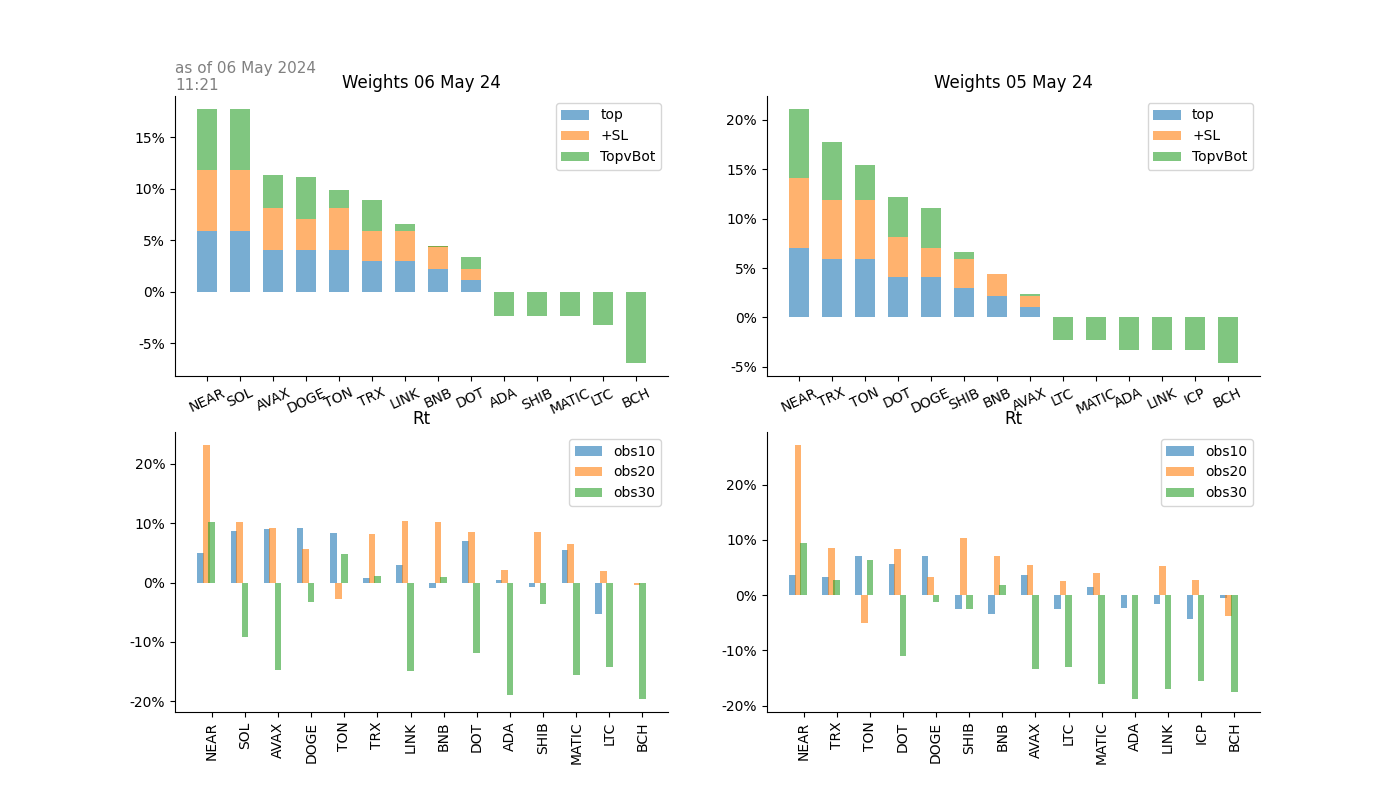 as of 06 May 2024
11:21
Weights 06 May 24
15%
10%
5%
0%
-5%
top
+SL
TopvBot
NEAR SOL AVAX DOGE TON TRX LINK BNB DOT ADA SHIB MATIC LTC BCH
Weights 05 May 24
20%
15%
10%
5%
0%
-5%
top
+SL
TopvBot
NEAR TRX TON DOT DOGE SHIB BNB AVAX LTC MATIC ADA LINK ICP BCH
Rt
20%
10%
0%
-10%
-20%
obs10
obs20
obs30
NEAR SOL AVAX DOGE TON TRX LINK BNB DOT ADA SHIB MATIC LTC BCH
Rt
20%
10%
0%
-10%
-20%
obs10
obs20
obs30
NEAR TRX TON DOT DOGE SHIB BNB AVAX LTC MATIC ADA LINK ICP BCH